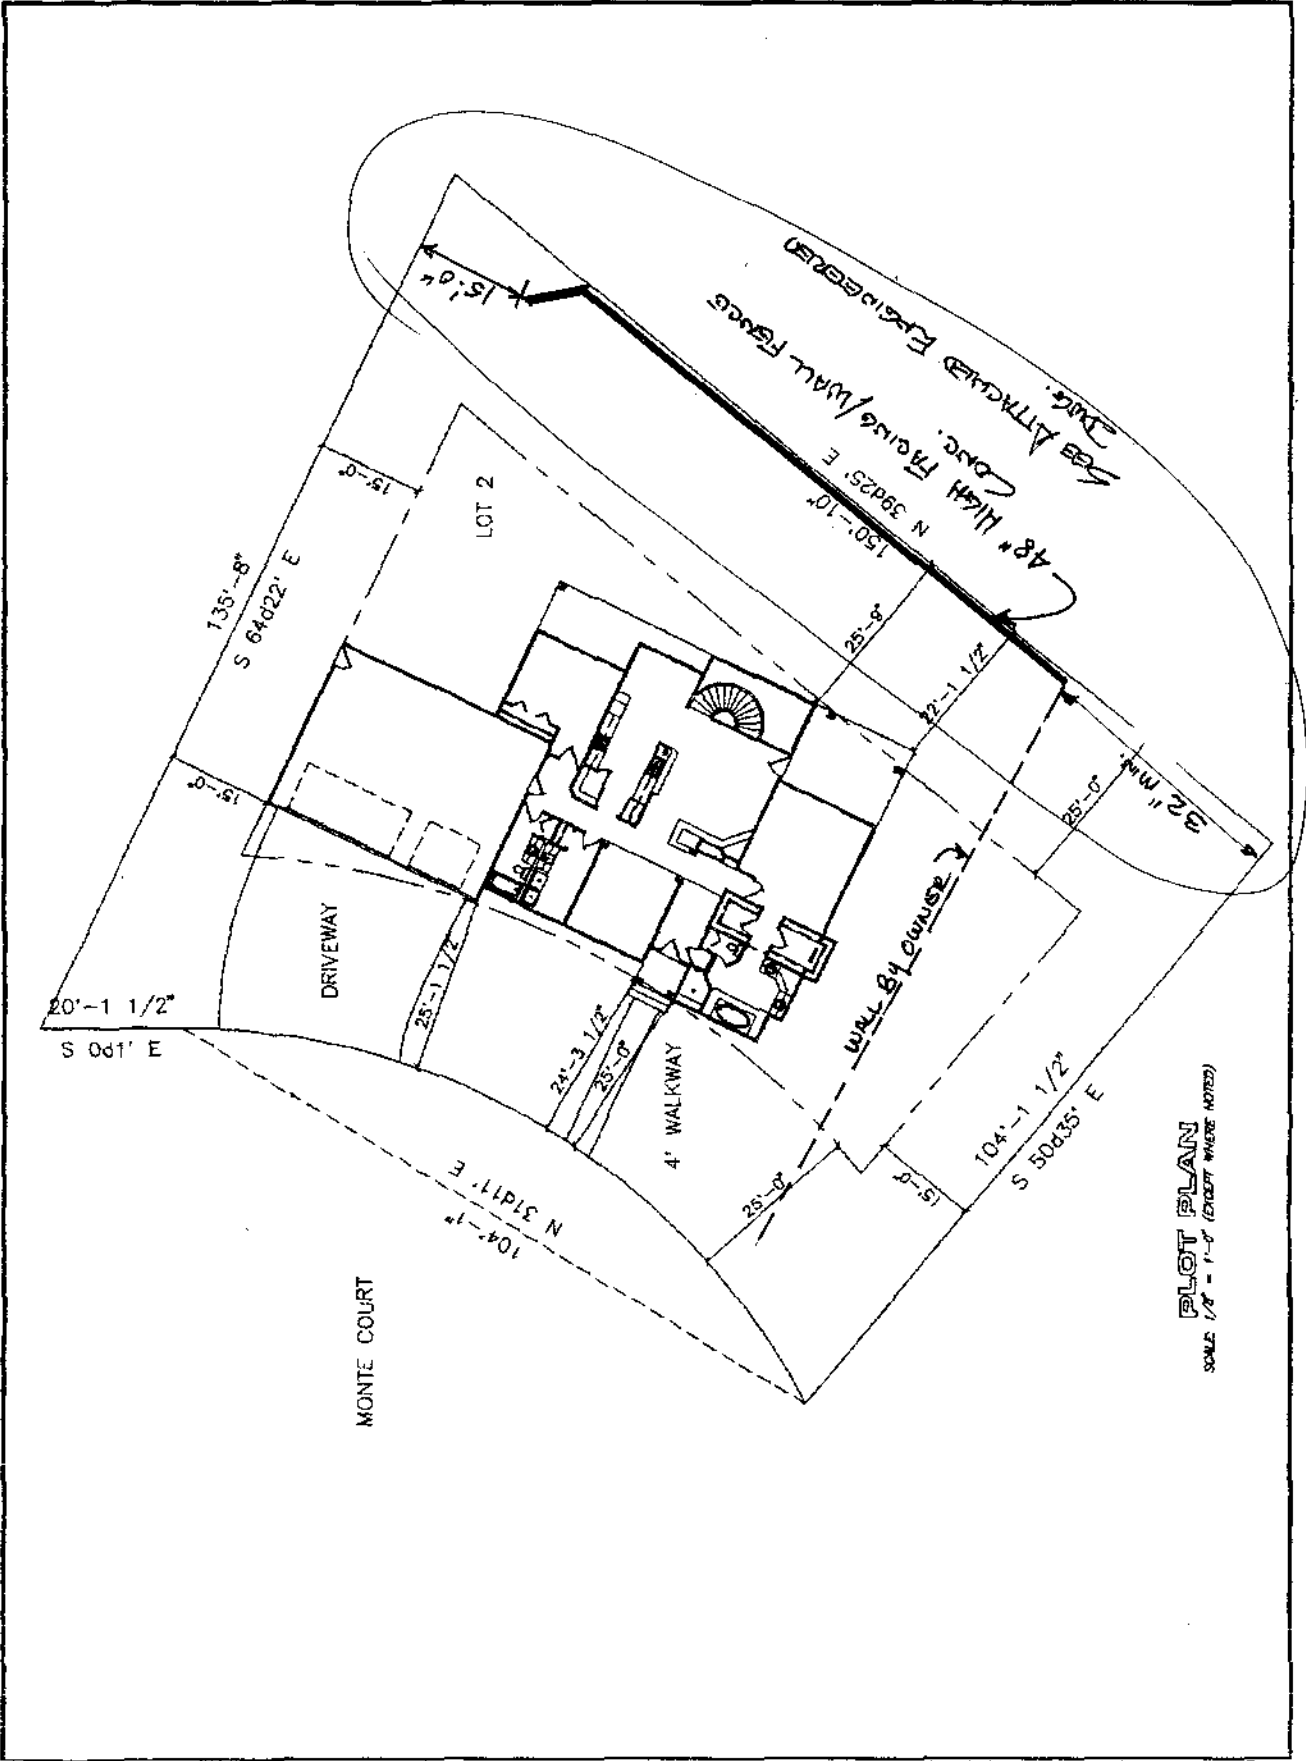 15'-0"
SEE ATTACHED ENGINEERED
DWG.
48" HIGH FACING/WALL FENCE
CONC.
N 39d25' E
150'-10"
15'-0"
LOT 2
135'-8"
S 64d22' E
25'-9"
22'-1 1/2"
15'-0"
32" MIN.
25'-0"
DRIVEWAY
25'-1 1/2"
20'-1 1/2"
S 0d1' E
WALL BY OWNER
24'-3 1/2"
25'-0"
4' WALKWAY
104'-1 1/2"
S 50d35' E
15'-0"
25'-0"
N 31d11' E
104'-1"
MONTE COURT
PLOT PLAN
SCALE: 1/8" = 1'-0" (EXCEPT WHERE NOTED)